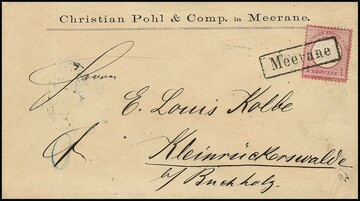 Christian Pohl & Comp. in Meerane.
Meerane
Herrn
E. Louis Kolbe
Kleinrückerswalde
b/ Buchholz.